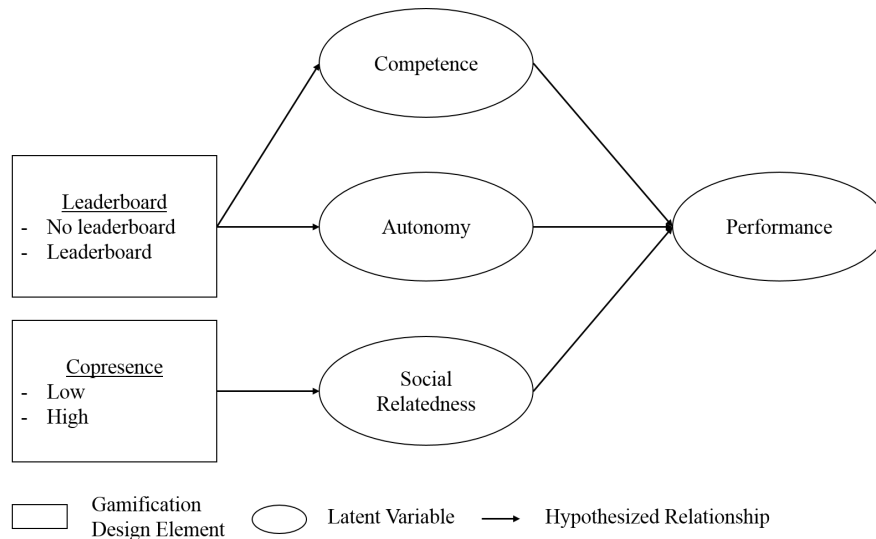 Competence
Leaderboard
- No leaderboard
- Leaderboard
Autonomy
Performance
Copresence
- Low
- High
Social
Relatedness
Gamification
Design Element
Latent Variable
Hypothesized Relationship